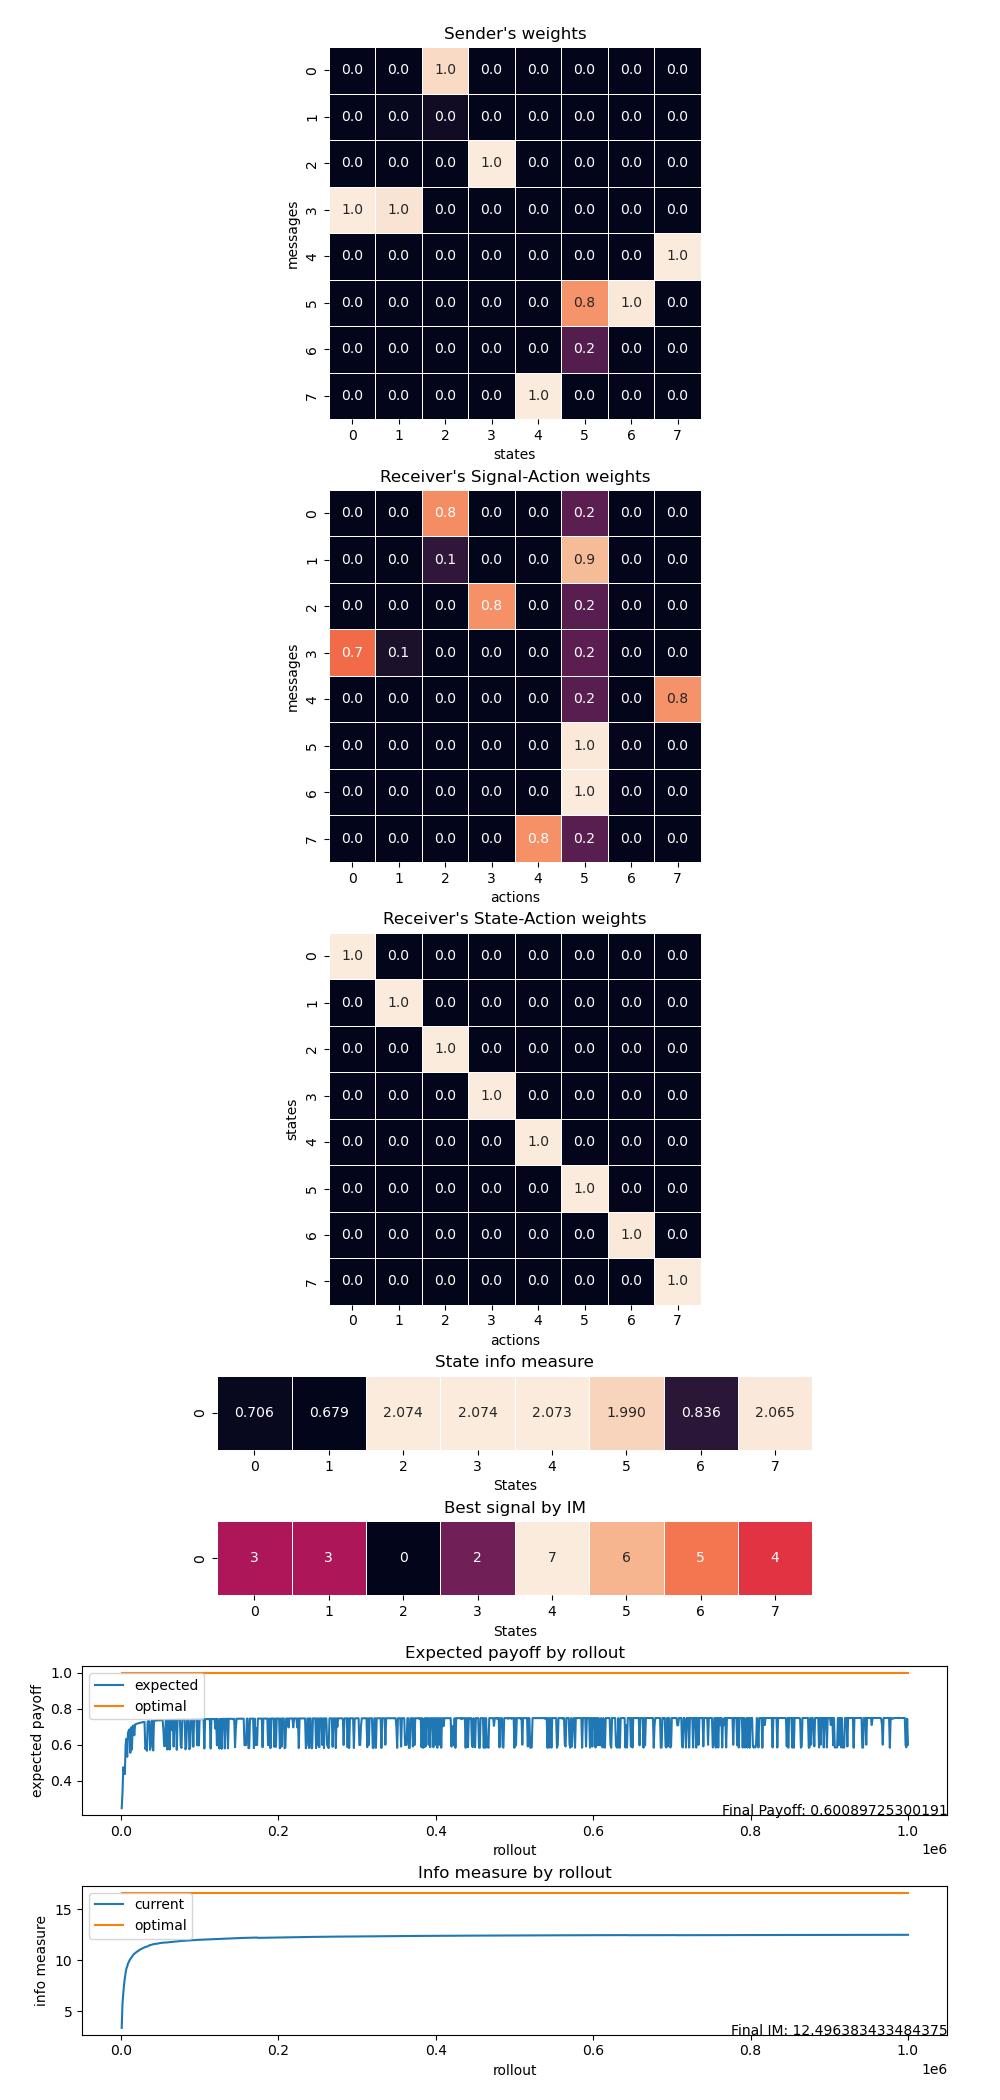 Sender's weights
0 0.0 0.0 1.0 0.0 0.0 0.0 0.0 0.0
1 0.0 0.0 0.0 0.0 0.0 0.0 0.0 0.0
2 0.0 0.0 0.0 1.0 0.0 0.0 0.0 0.0
3 1.0 1.0 0.0 0.0 0.0 0.0 0.0 0.0
4 0.0 0.0 0.0 0.0 0.0 0.0 0.0 1.0
5 0.0 0.0 0.0 0.0 0.0 0.8 1.0 0.0
6 0.0 0.0 0.0 0.0 0.0 0.2 0.0 0.0
7 0.0 0.0 0.0 0.0 1.0 0.0 0.0 0.0
messages
0 1 2 3 4 5 6 7
states
Receiver's Signal-Action weights
0 0.0 0.0 0.8 0.0 0.0 0.2 0.0 0.0
1 0.0 0.0 0.1 0.0 0.0 0.9 0.0 0.0
2 0.0 0.0 0.0 0.8 0.0 0.2 0.0 0.0
3 0.7 0.1 0.0 0.0 0.0 0.2 0.0 0.0
4 0.0 0.0 0.0 0.0 0.0 0.2 0.0 0.8
5 0.0 0.0 0.0 0.0 0.0 1.0 0.0 0.0
6 0.0 0.0 0.0 0.0 0.0 1.0 0.0 0.0
7 0.0 0.0 0.0 0.0 0.8 0.2 0.0 0.0
messages
0 1 2 3 4 5 6 7
actions
Receiver's State-Action weights
0 1.0 0.0 0.0 0.0 0.0 0.0 0.0 0.0
1 0.0 1.0 0.0 0.0 0.0 0.0 0.0 0.0
2 0.0 0.0 1.0 0.0 0.0 0.0 0.0 0.0
3 0.0 0.0 0.0 1.0 0.0 0.0 0.0 0.0
4 0.0 0.0 0.0 0.0 1.0 0.0 0.0 0.0
5 0.0 0.0 0.0 0.0 0.0 1.0 0.0 0.0
6 0.0 0.0 0.0 0.0 0.0 0.0 1.0 0.0
7 0.0 0.0 0.0 0.0 0.0 0.0 0.0 1.0
states
0 1 2 3 4 5 6 7
actions
State info measure
0 0.706 0.679 2.074 2.074 2.073 1.990 0.836 2.065
0 1 2 3 4 5 6 7
States
Best signal by IM
0 3 3 0 2 7 6 5 4
0 1 2 3 4 5 6 7
States
Expected payoff by rollout
expected payoff
1.0
0.8
0.6
0.4
expected
optimal
Final Payoff: 0.60089725300191
0.0 0.2 0.4 0.6 0.8 1.0
1e6
rollout
Info measure by rollout
info measure
15
10
5
current
optimal
Final IM: 12.496383433484375
0.0 0.2 0.4 0.6 0.8 1.0
1e6
rollout